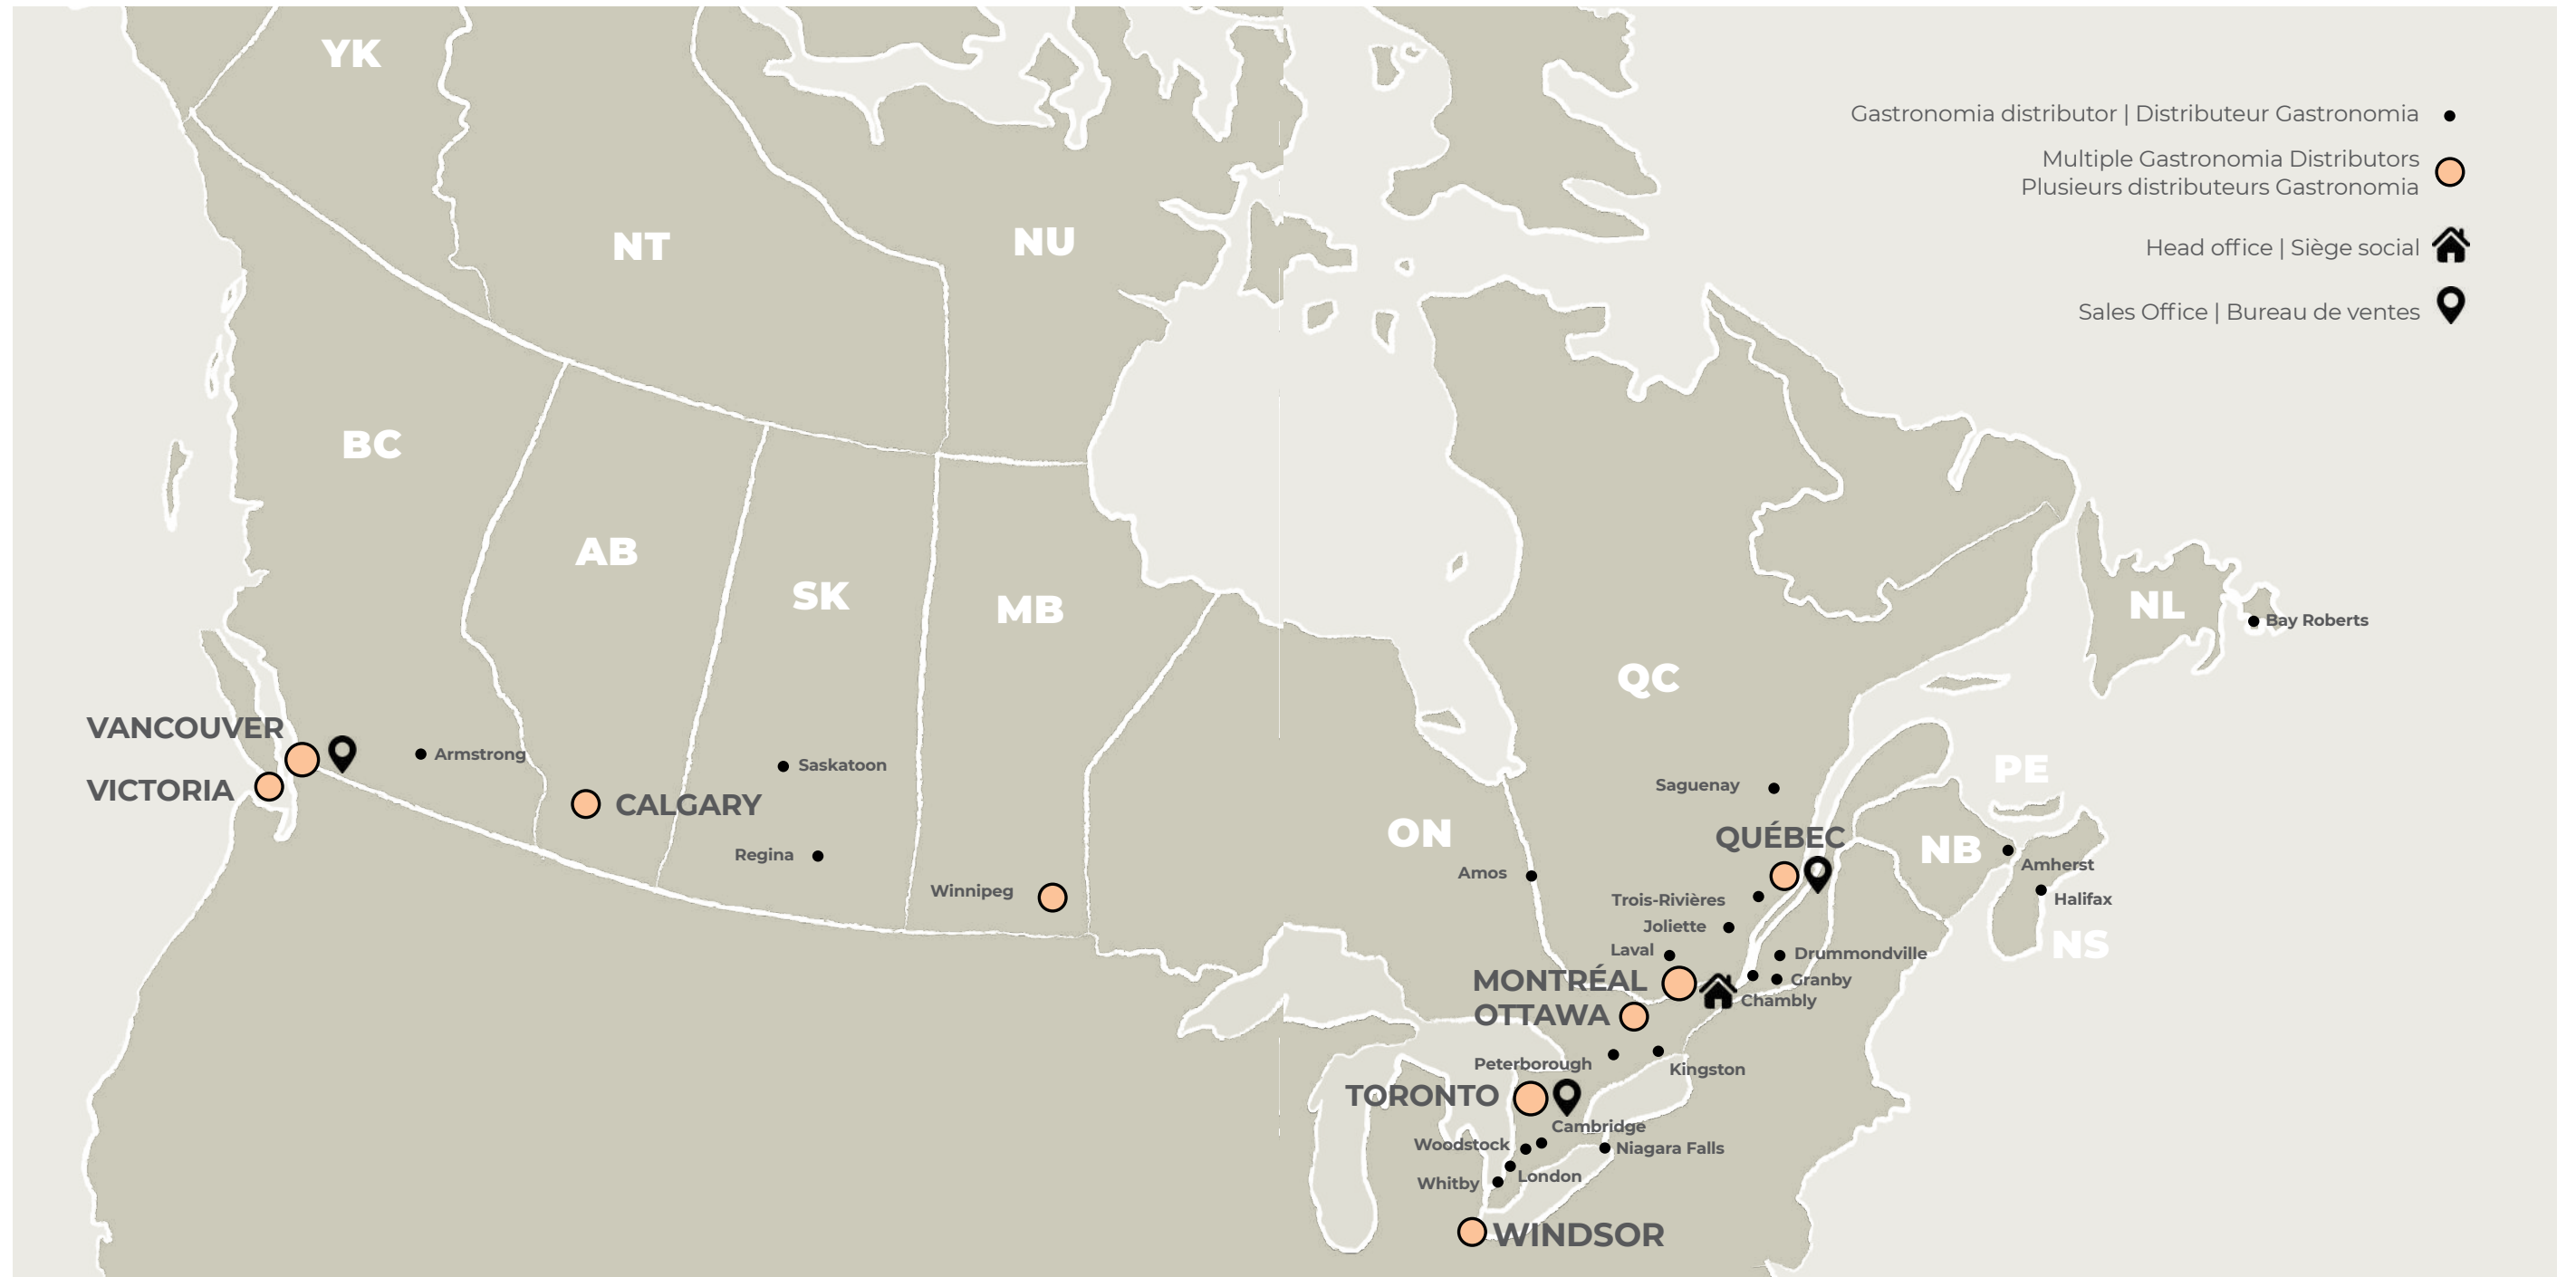 YK
Gastronomia distributor | Distributeur Gastronomia
Multiple Gastronomia Distributors
Plusieurs distributeurs Gastronomia
NT
NU
Head office | Siège social
Sales Office | Bureau de ventes
BC
AB
SK
MB
NL
Bay Roberts
QC
VANCOUVER
Armstrong
Saskatoon
PE
VICTORIA
CALGARY
Saguenay
ON
QUÉBEC
NB
Regina
Amherst
Amos
Winnipeg
Trois-Rivières
Halifax
Joliette
NS
Laval
Drummondville
MONTRÉAL
Granby
Chambly
OTTAWA
Peterborough
Kingston
TORONTO
Cambridge
Woodstock
Niagara Falls
London
Whitby
WINDSOR